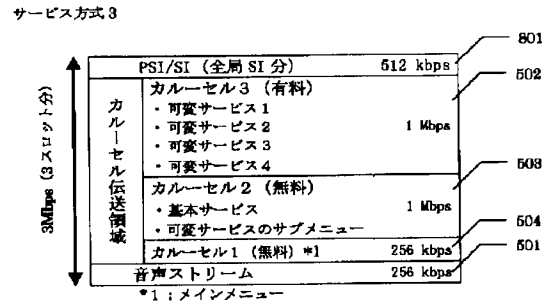 サービス方式3
PSI/SI (全局 SI 分) 512 kbps
801
カルーセル3 (有料)
・可変サービス1
・可変サービス2
・可変サービス3
・可変サービス4
1 Mbps
502
カルーセル2 (無料)
・基本サービス
・可変サービスのサブメニュー
1 Mbps
503
カルーセル1 (無料) *1 256 kbps
504
音声ストリーム 256 kbps
501
カルーセル伝送領域
3Mbps (3スロット分)
*1;メインメニュー